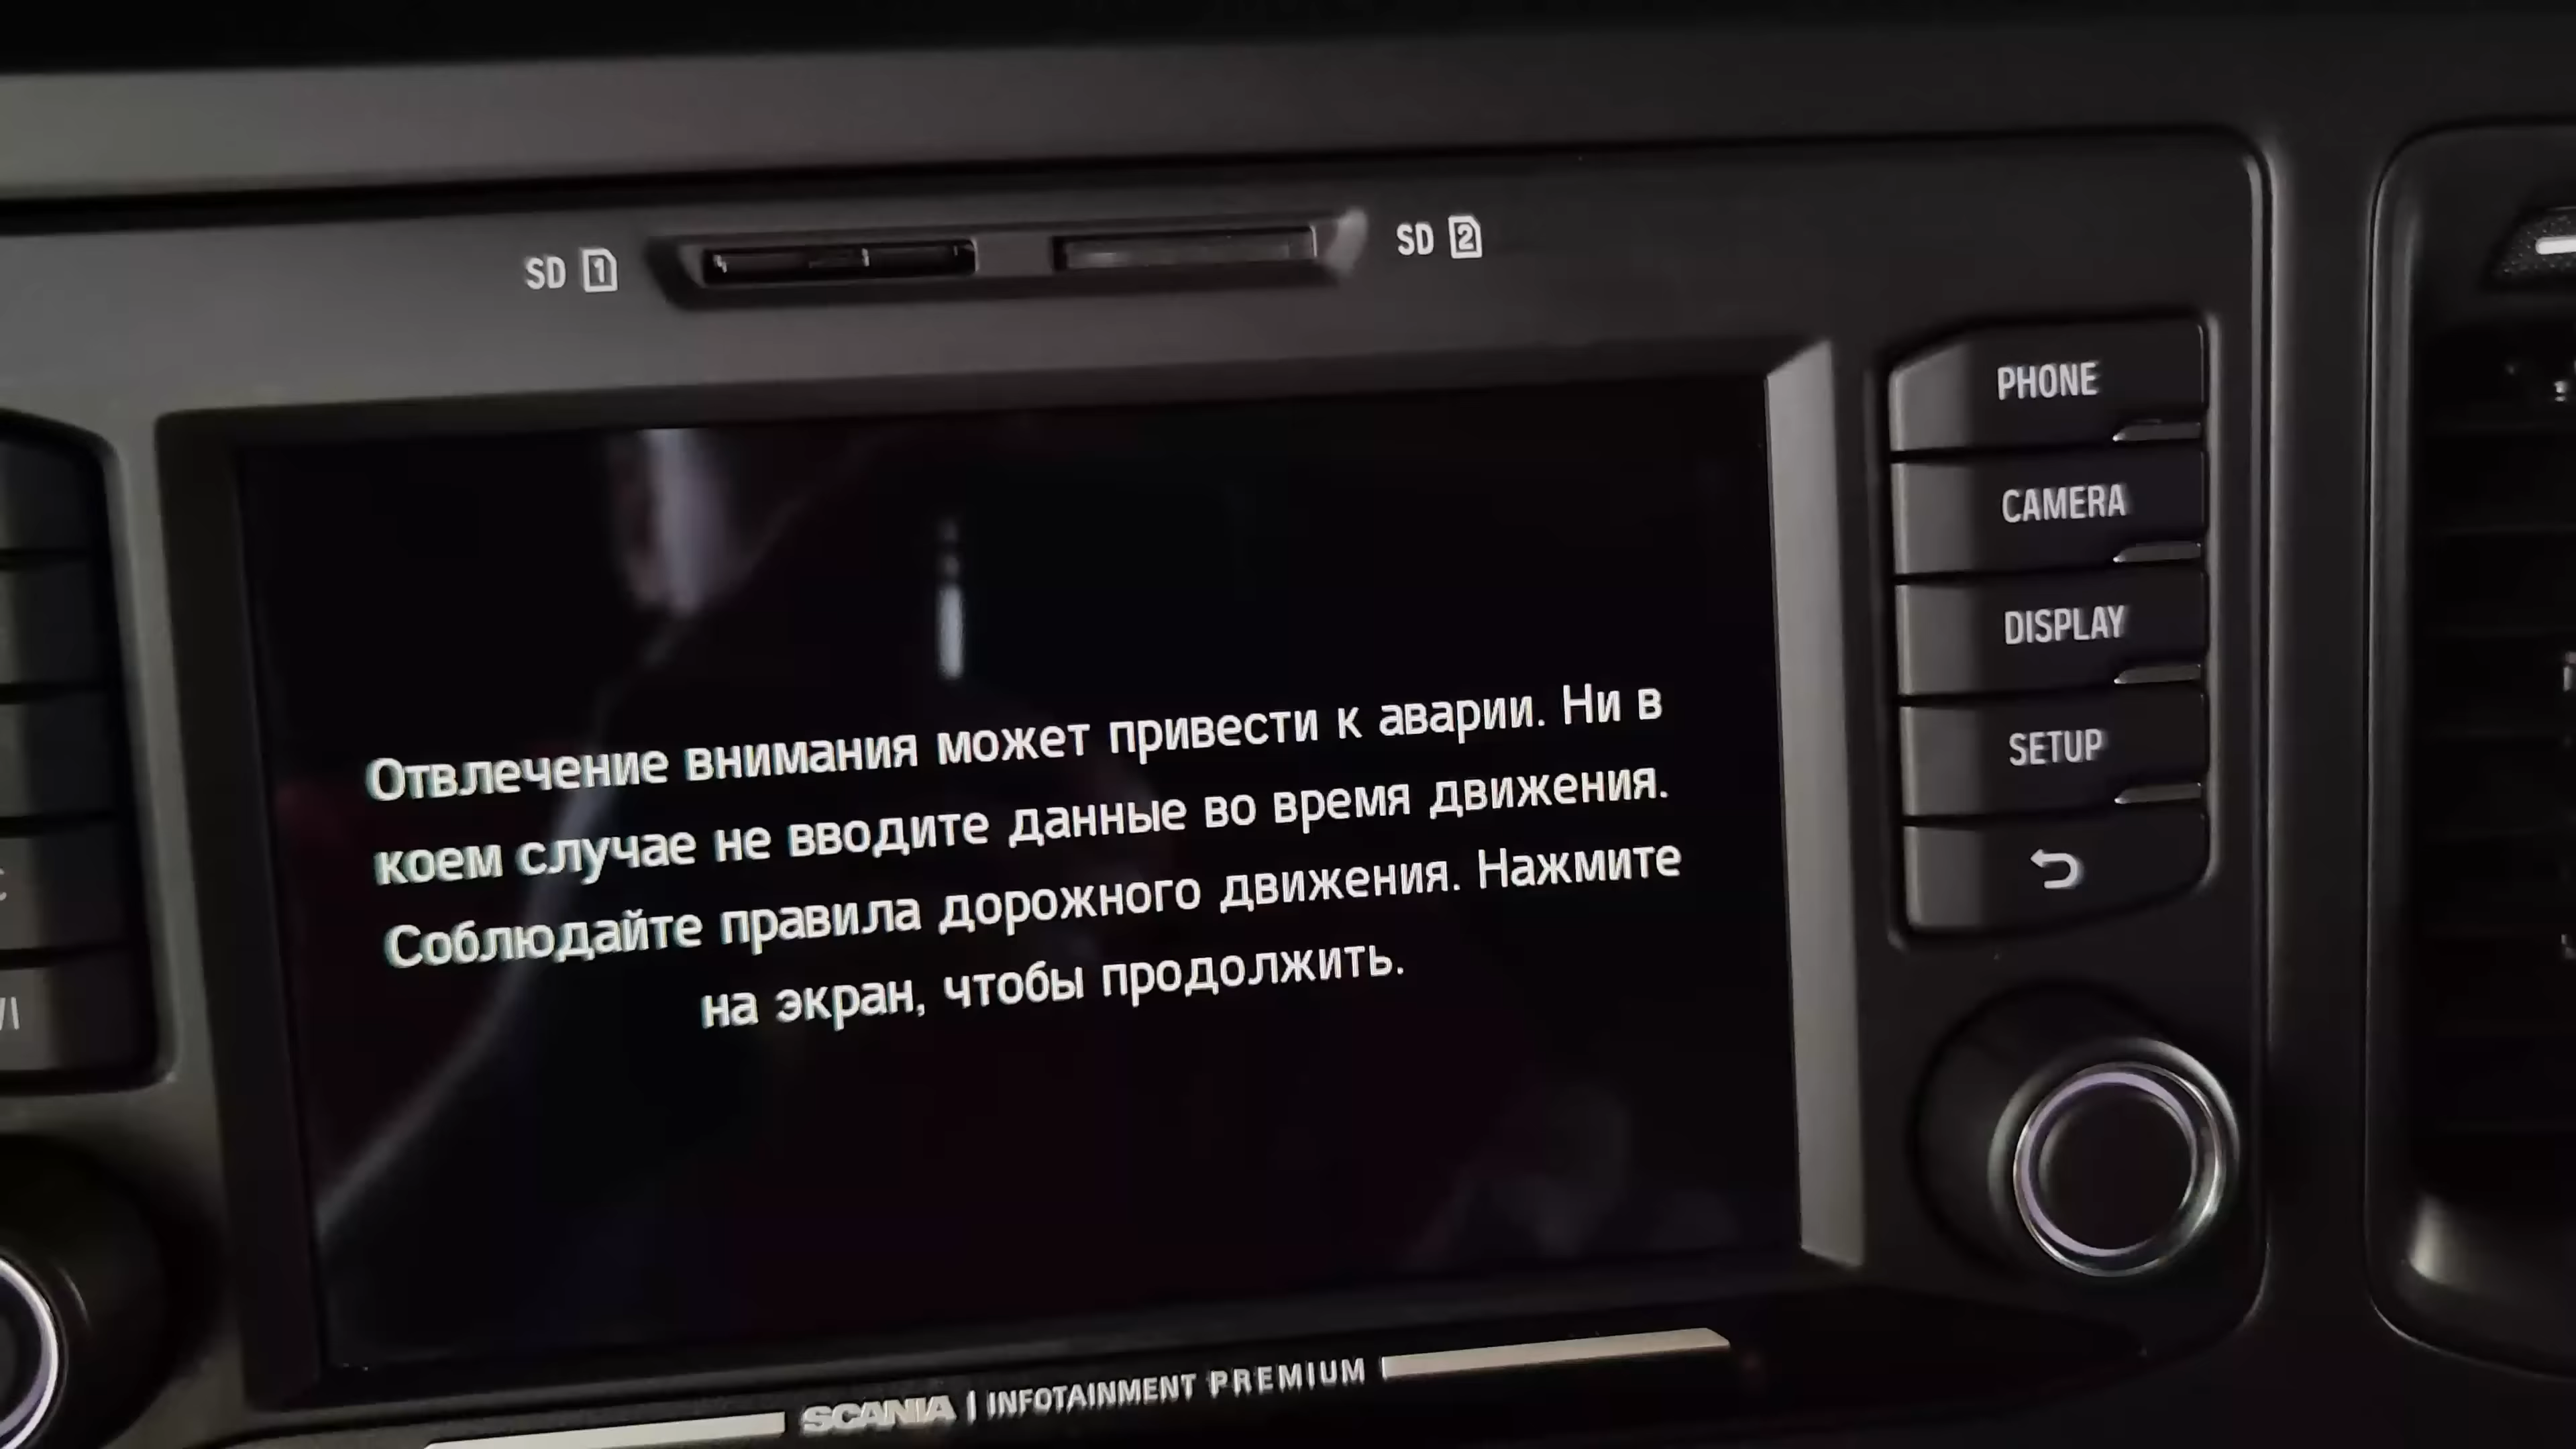 SD 1
SD 2
PHONE
CAMERA
DISPLAY
SETUP
Отвлечение внимания может привести к аварии. Ни в
коем случае не вводите данные во время движения.
Соблюдайте правила дорожного движения. Нажмите
на экран, чтобы продолжить.
SCANIA | INFOTAINMENT PREMIUM